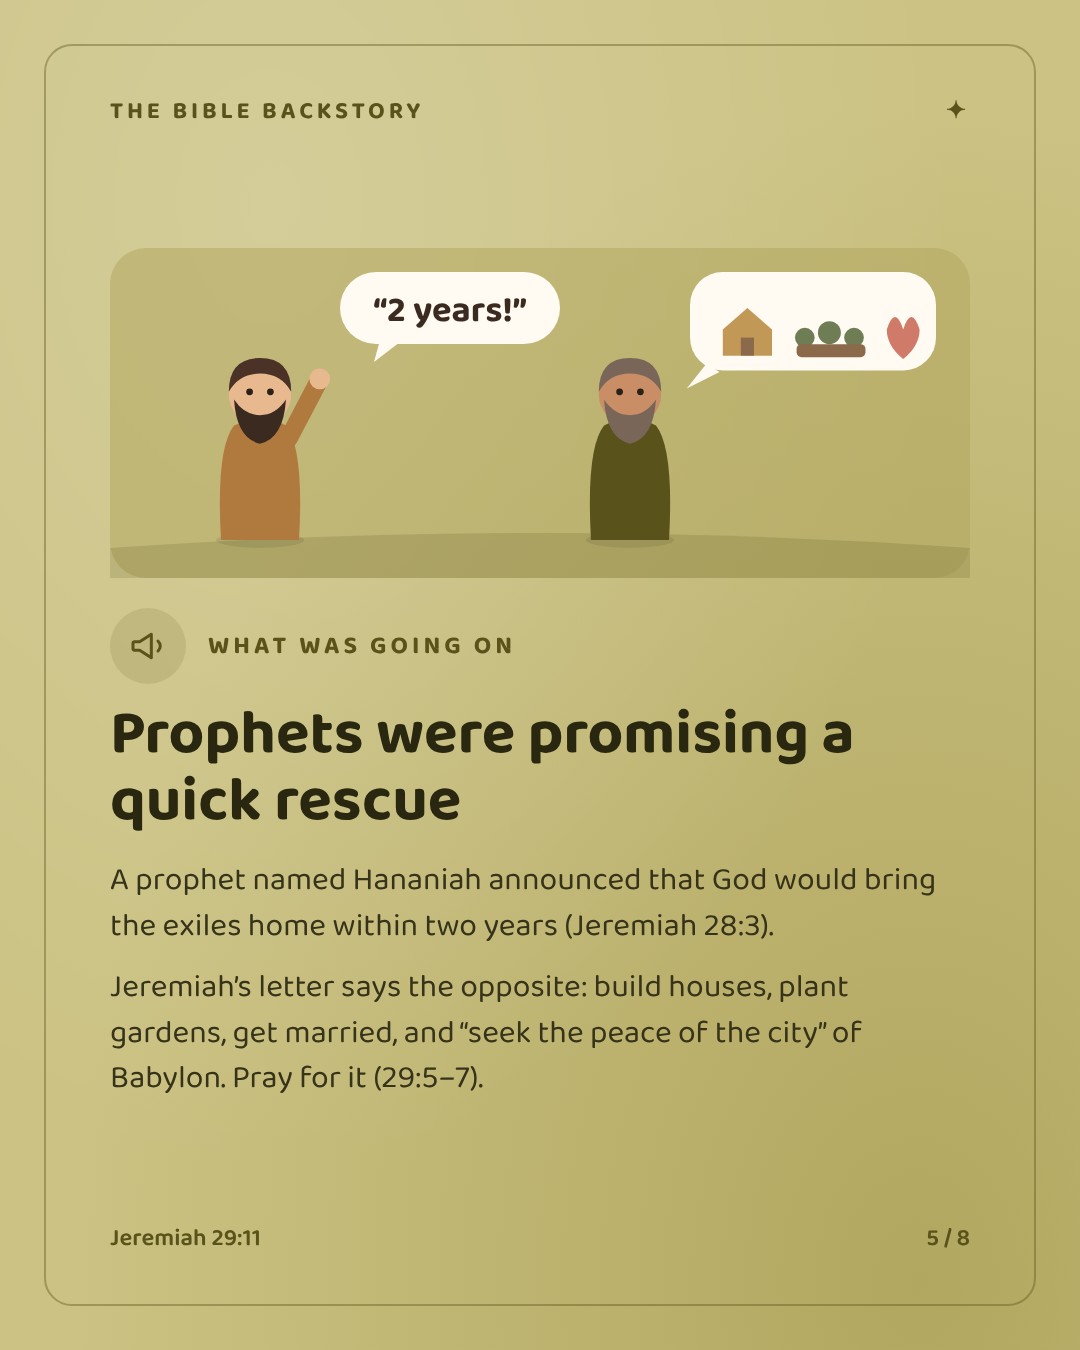 THE BIBLE BACKSTORY
“2 years!”
WHAT WAS GOING ON
Prophets were promising a
quick rescue
A prophet named Hananiah announced that God would bring
the exiles home within two years (Jeremiah 28:3).
Jeremiah’s letter says the opposite: build houses, plant
gardens, get married, and “seek the peace of the city” of
Babylon. Pray for it (29:5–7).
Jeremiah 29:11
5 / 8